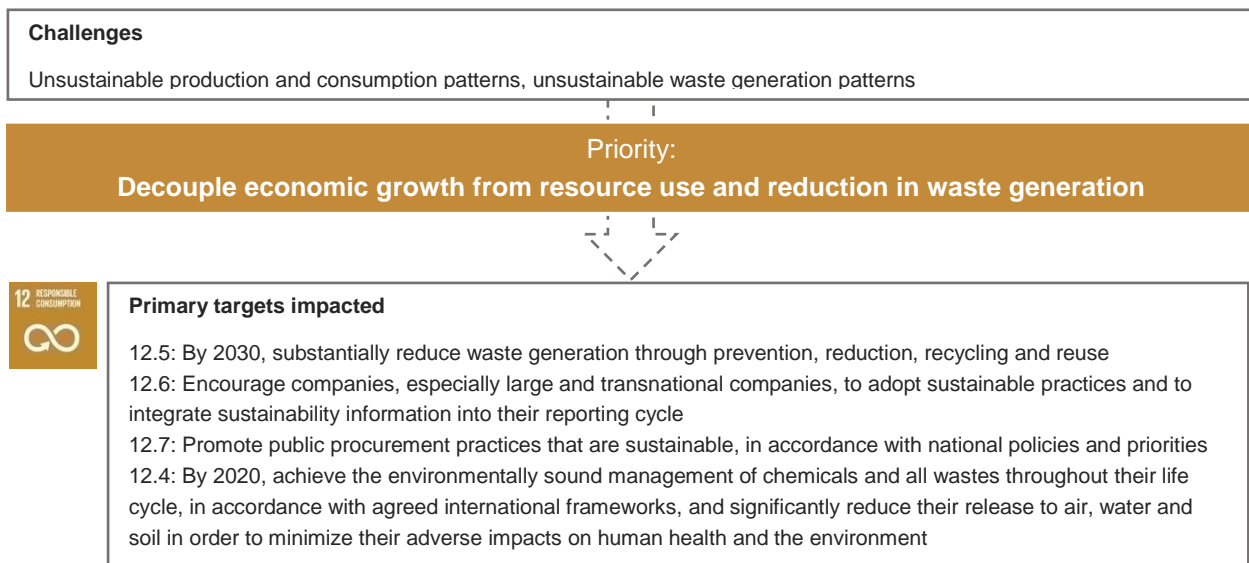 Challenges
Unsustainable production and consumption patterns, unsustainable waste generation patterns
Priority:
Decouple economic growth from resource use and reduction in waste generation
12 RESPONSIBLE
CONSUMPTION
Primary targets impacted
12.5: By 2030, substantially reduce waste generation through prevention, reduction, recycling and reuse
12.6: Encourage companies, especially large and transnational companies, to adopt sustainable practices and to
integrate sustainability information into their reporting cycle
12.7: Promote public procurement practices that are sustainable, in accordance with national policies and priorities
12.4: By 2020, achieve the environmentally sound management of chemicals and all wastes throughout their life
cycle, in accordance with agreed international frameworks, and significantly reduce their release to air, water and
soil in order to minimize their adverse impacts on human health and the environment